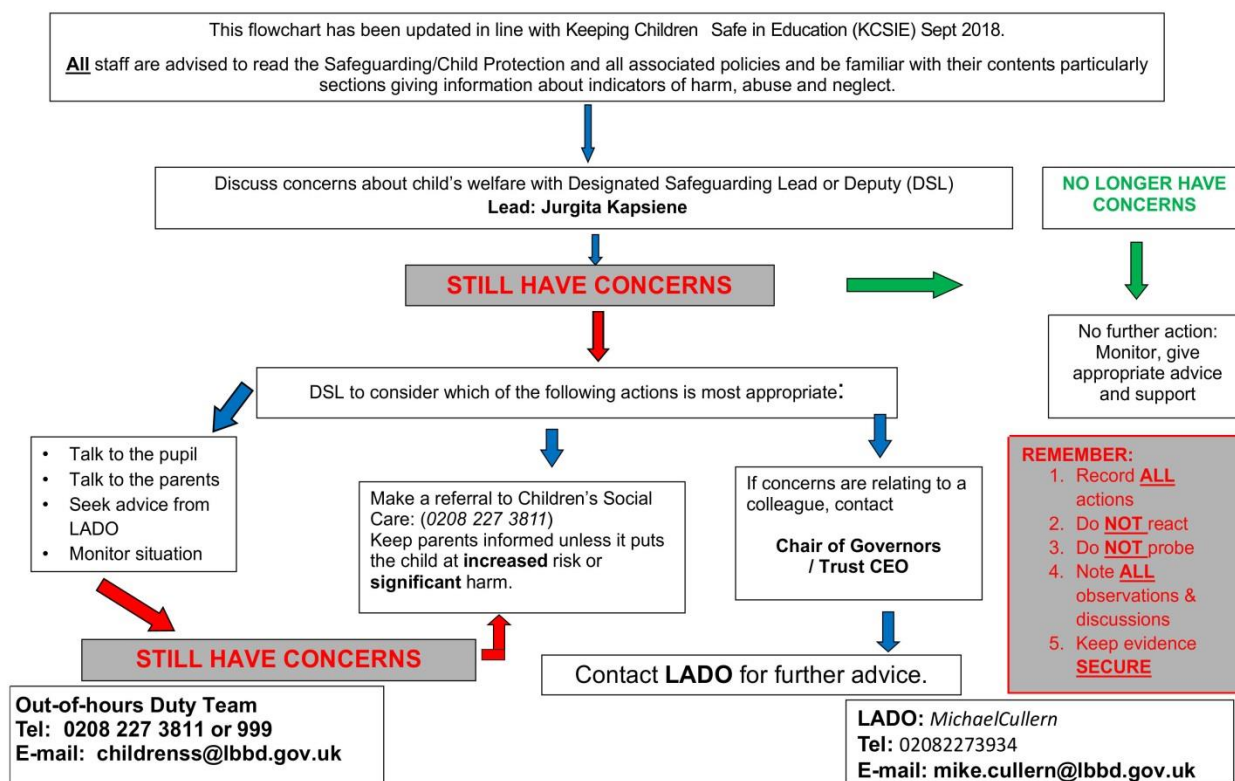 This flowchart has been updated in line with Keeping Children Safe in Education (KCSIE) Sept 2018.
All staff are advised to read the Safeguarding/Child Protection and all associated policies and be familiar with their contents particularly
sections giving information about indicators of harm, abuse and neglect.
Discuss concerns about child’s welfare with Designated Safeguarding Lead or Deputy (DSL)
Lead: Jurgita Kapsiene
NO LONGER HAVE
CONCERNS
STILL HAVE CONCERNS
No further action:
Monitor, give
appropriate advice
and support
DSL to consider which of the following actions is most appropriate:
• Talk to the pupil
• Talk to the parents
• Seek advice from
LADO
• Monitor situation
Make a referral to Children’s Social
Care: (0208 227 3811)
Keep parents informed unless it puts
the child at increased risk or
significant harm.
If concerns are relating to a
colleague, contact
Chair of Governors
/ Trust CEO
REMEMBER:
1. Record ALL
actions
2. Do NOT react
3. Do NOT probe
4. Note ALL
observations &
discussions
5. Keep evidence
SECURE
STILL HAVE CONCERNS
Contact LADO for further advice.
Out-of-hours Duty Team
Tel: 0208 227 3811 or 999
E-mail: childrenss@lbbd.gov.uk
LADO: MichaelCullern
Tel: 02082273934
E-mail: mike.cullern@lbbd.gov.uk